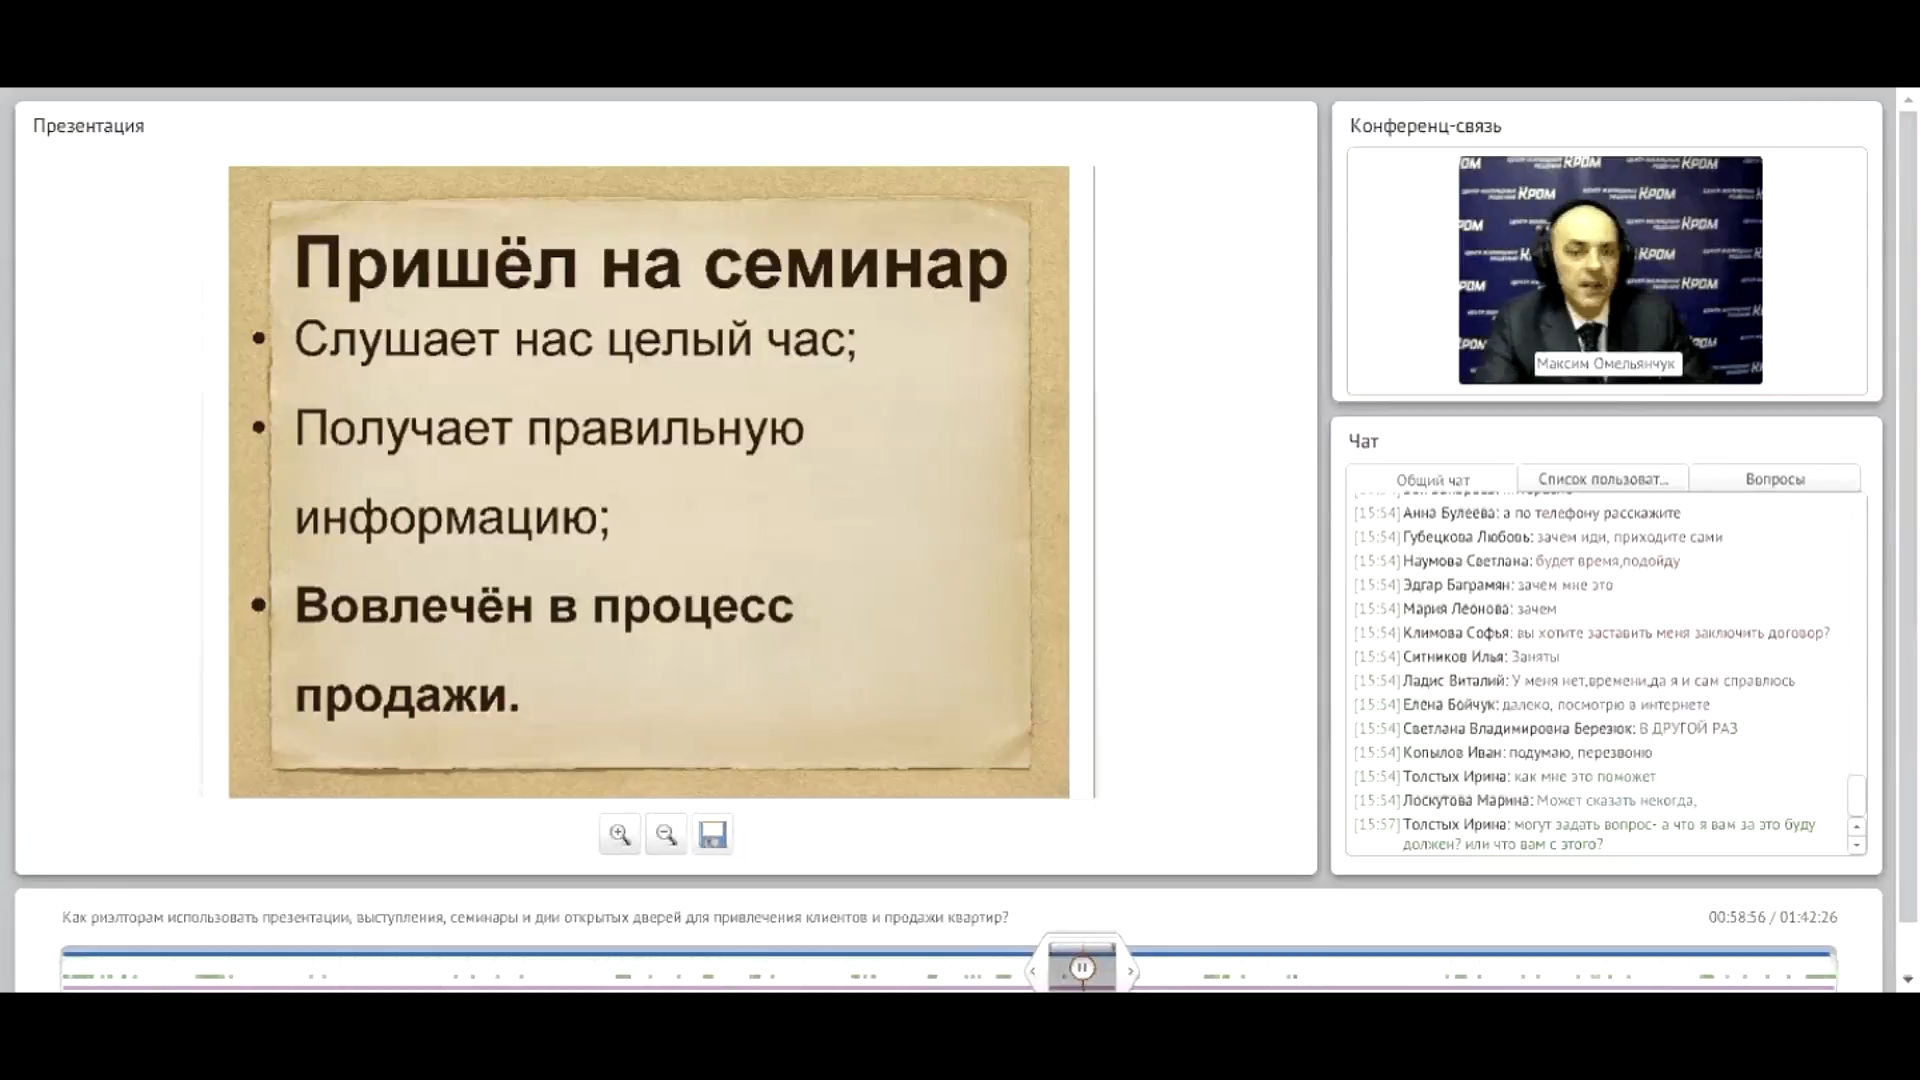 Презентация
Пришёл на семинар
• Слушает нас целый час;
• Получает правильную
информацию;
• Вовлечён в процесс
продажи.
Конференц-связь
КРОМ
Максим Омельянчук
Чат
Общий чат
Список пользоват...
Вопросы
[15:54] Анна Булеева: а по телефону расскажите
[15:54] Губецкова Любовь: зачем иди, приходите сами
[15:54] Наумова Светлана: будет время,подойду
[15:54] Эдгар Баграмян: зачем мне это
[15:54] Мария Леонова: зачем
[15:54] Климова Софья: вы хотите заставить меня заключить договор?
[15:54] Ситников Илья: Заняты
[15:54] Ладис Виталий: У меня нет,времени,да я и сам справлюсь
[15:54] Елена Бойчук: далеко, посмотрю в интернете
[15:54] Светлана Владимировна Березюк: В ДРУГОЙ РАЗ
[15:54] Копылов Иван: подумаю, перезвоню
[15:54] Толстых Ирина: как мне это поможет
[15:54] Лоскутова Марина: Может сказать некогда,
[15:57] Толстых Ирина: могут задать вопрос- а что я вам за это буду
должен? или что вам с этого?
Как риэлторам использовать презентации, выступления, семинары и дни открытых дверей для привлечения клиентов и продажи квартир?
00:58:56 / 01:42:26